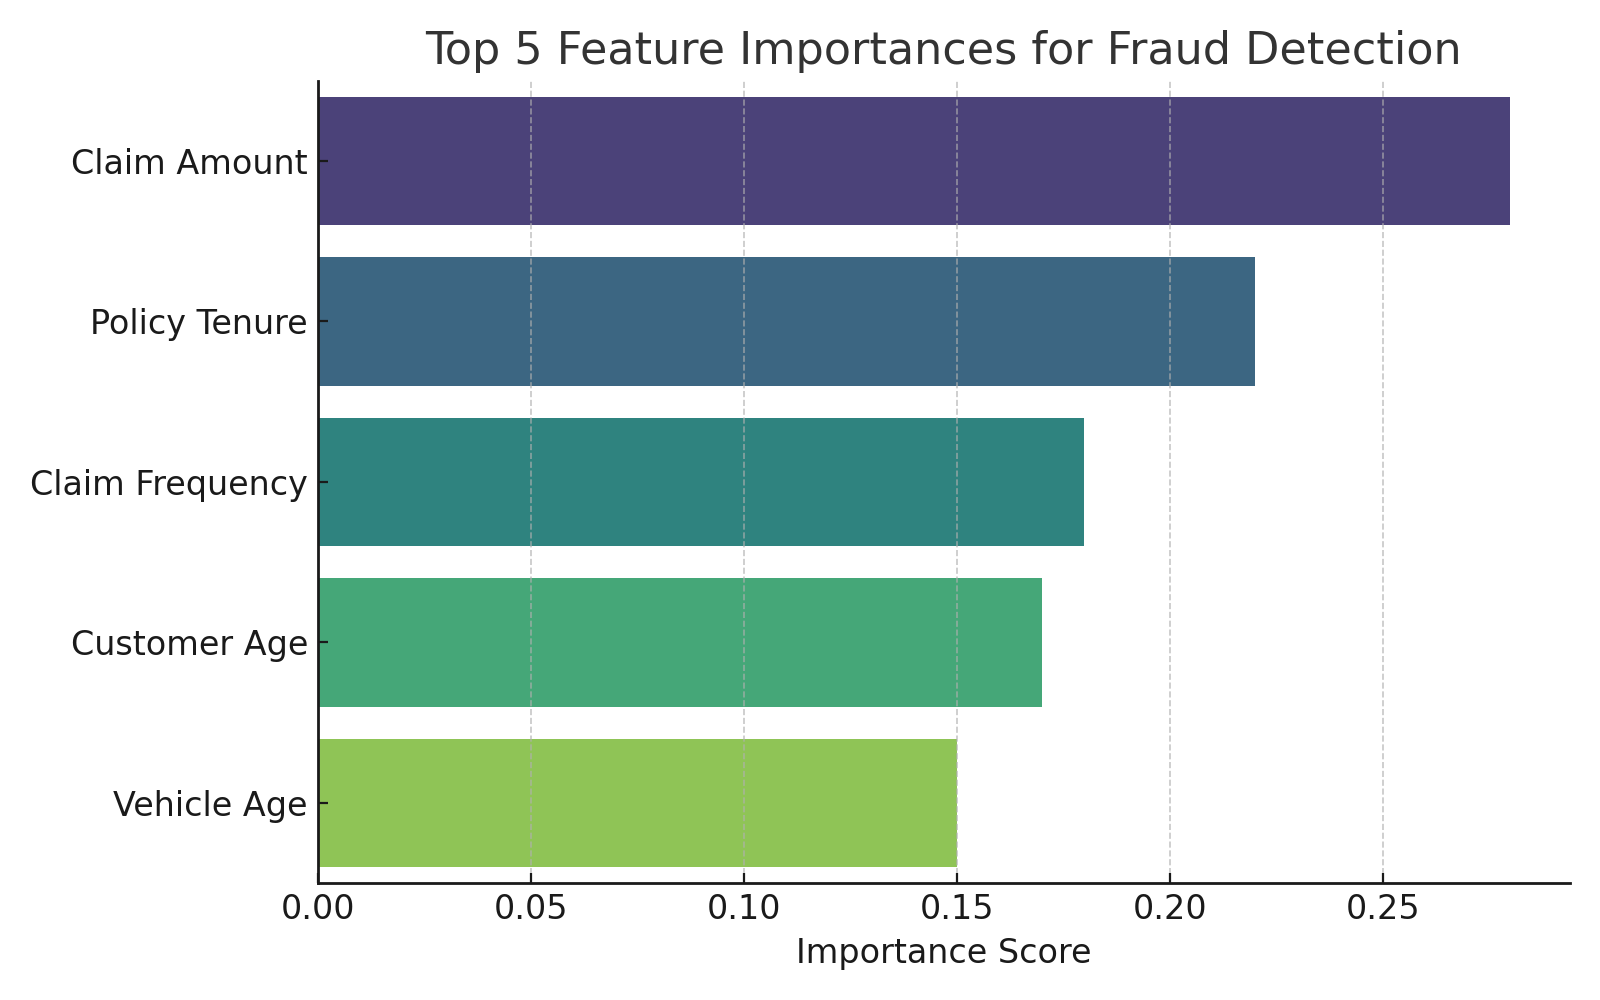 Top 5 Feature Importances for Fraud Detection
Claim Amount
Policy Tenure
Claim Frequency
Customer Age
Vehicle Age
0.00 0.05 0.10 0.15 0.20 0.25
Importance Score